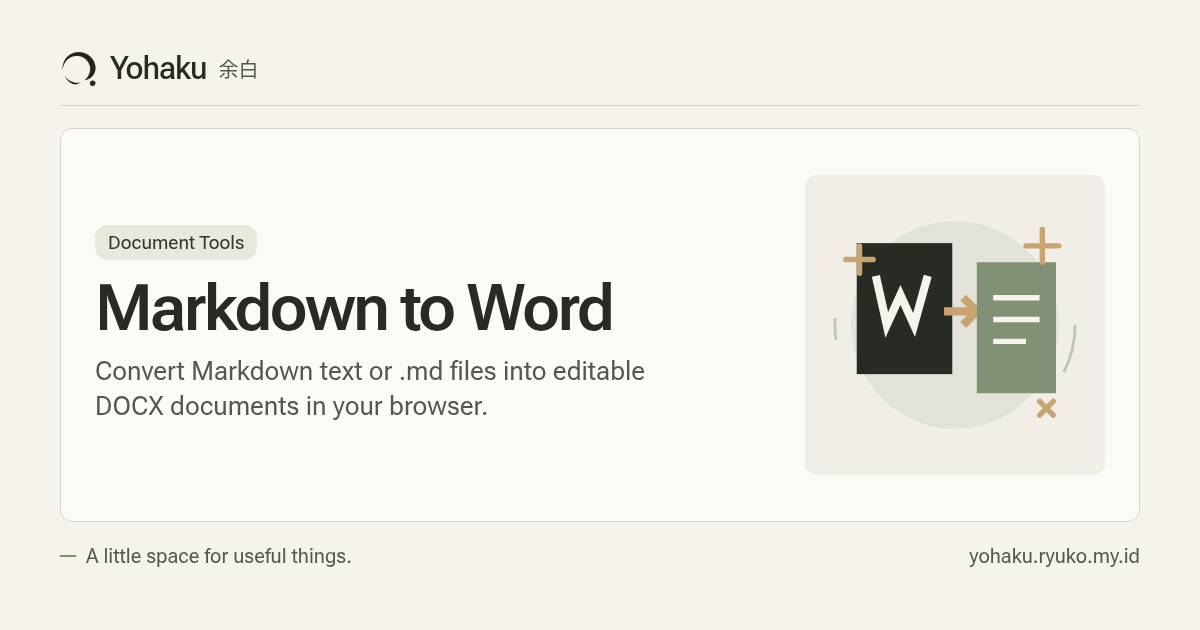 Yohaku 余白
Document Tools
Markdown to Word
Convert Markdown text or .md files into editable
DOCX documents in your browser.
W
— A little space for useful things.
yohaku.ryuko.my.id